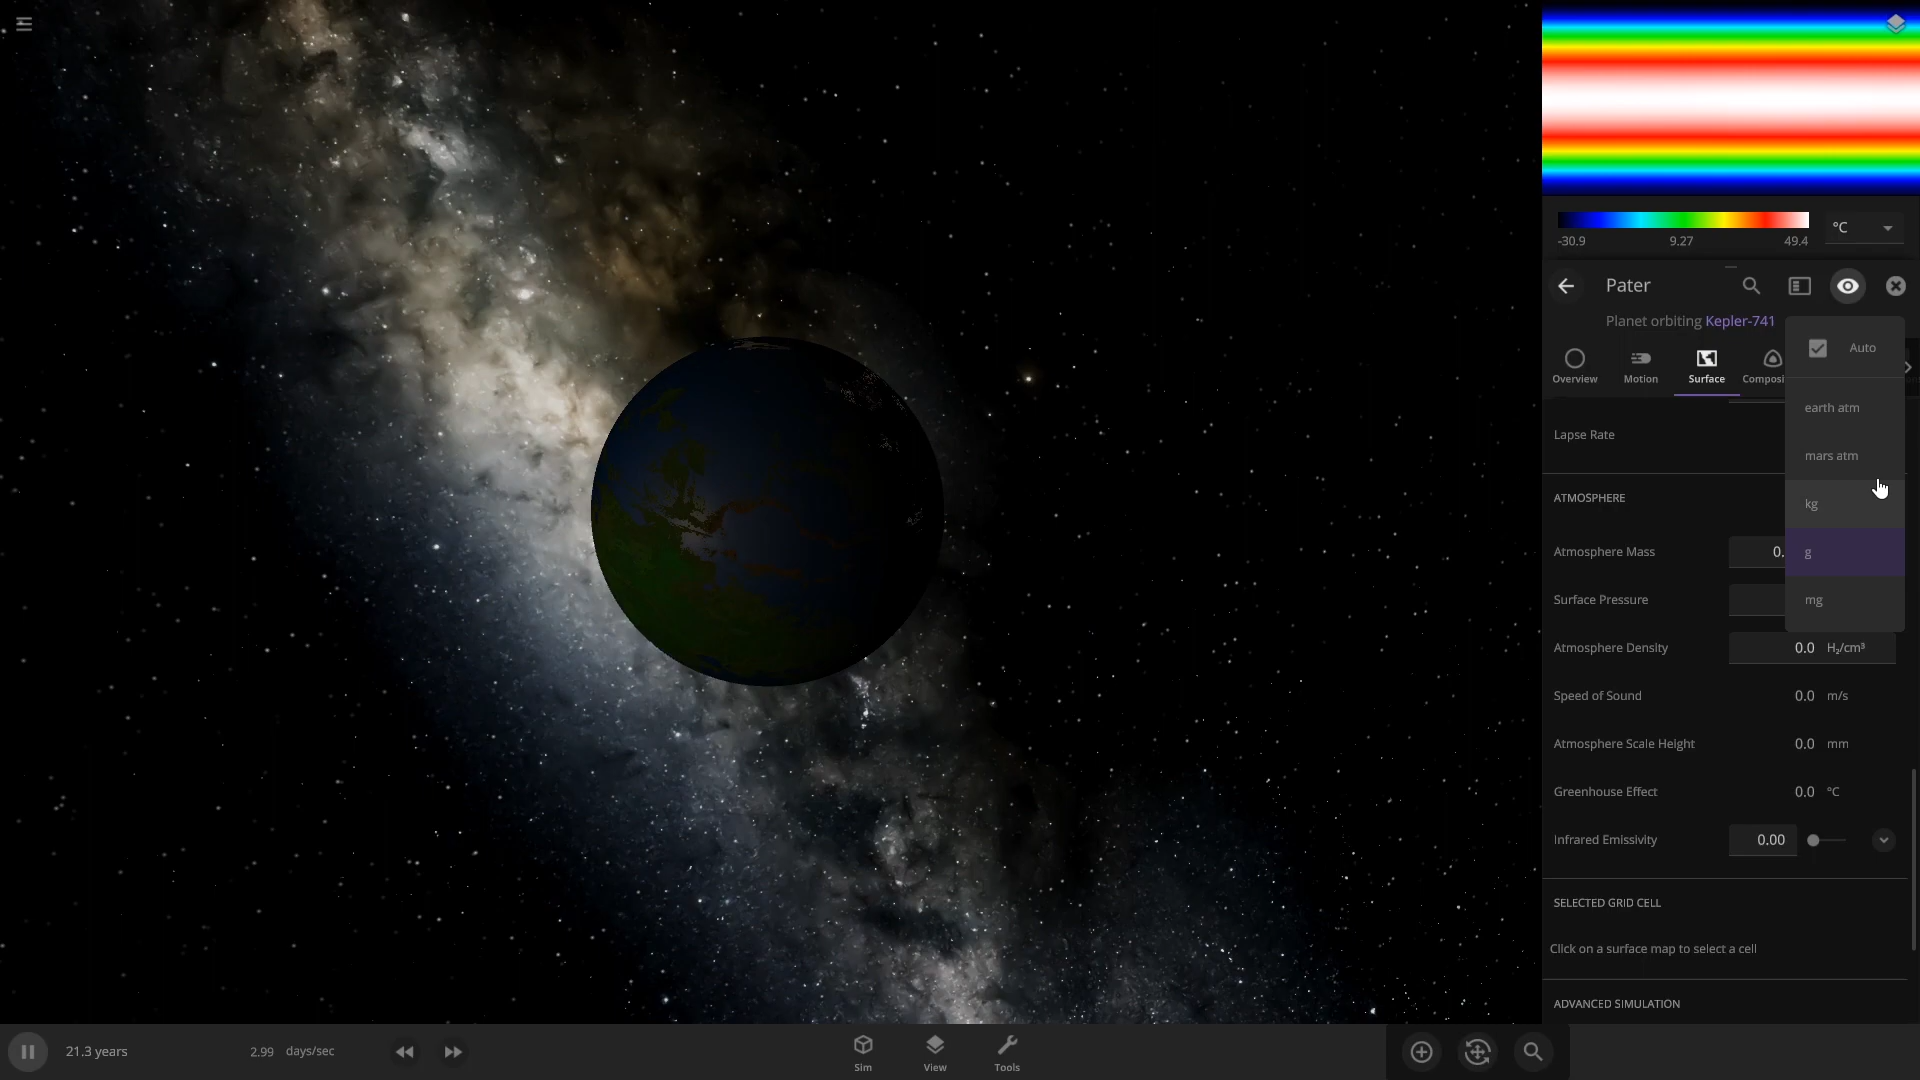 -30.9 9.27 49.4 °C
Pater
Planet orbiting Kepler-741
Auto
Overview Motion Surface Composi
earth atm
Lapse Rate
mars atm
ATMOSPHERE
kg
Atmosphere Mass 0. g
Surface Pressure mg
Atmosphere Density 0.0 H₂/cm³
Speed of Sound 0.0 m/s
Atmosphere Scale Height 0.0 mm
Greenhouse Effect 0.0 °C
Infrared Emissivity 0.00
SELECTED GRID CELL
Click on a surface map to select a cell
ADVANCED SIMULATION
21.3 years 2.99 days/sec
Sim View Tools